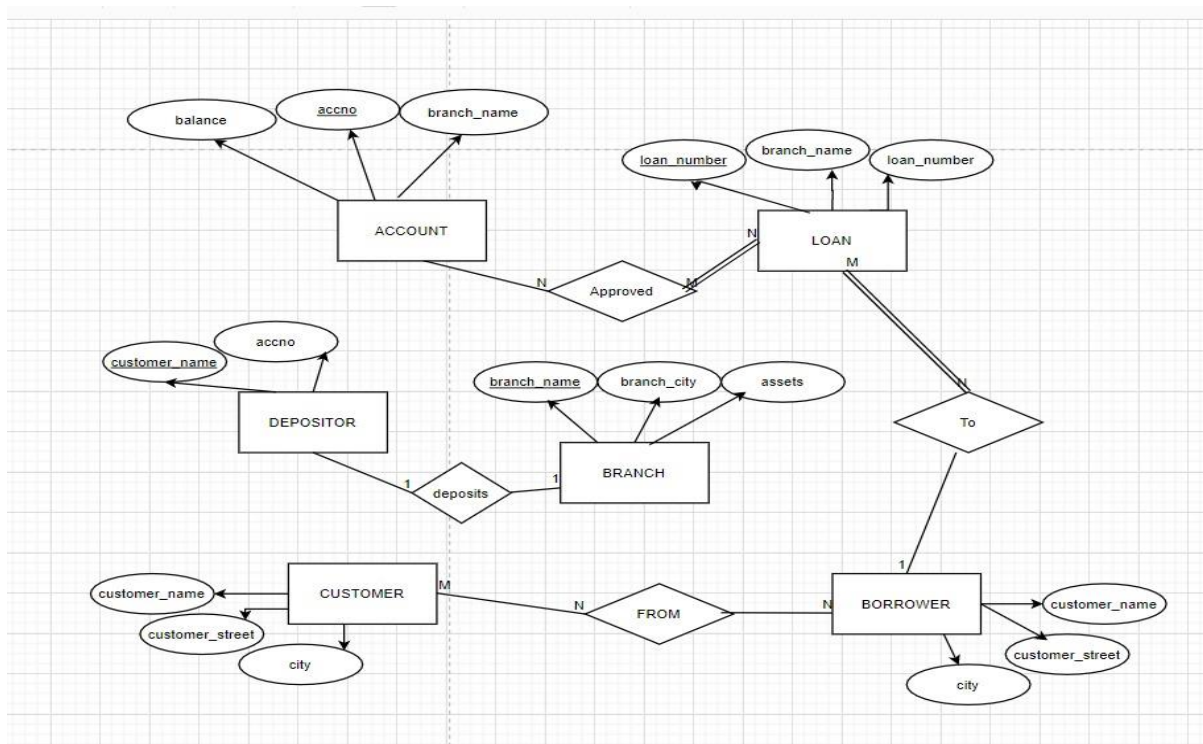 balance
accno
branch_name
loan_number
branch_name
loan_number
ACCOUNT
LOAN
N
M
N
Approved
M
customer_name
accno
branch_name
branch_city
assets
DEPOSITOR
N
To
BRANCH
1
deposits
1
CUSTOMER
M
N
FROM
N
1
BORROWER
customer_name
customer_street
city
customer_name
customer_street
city